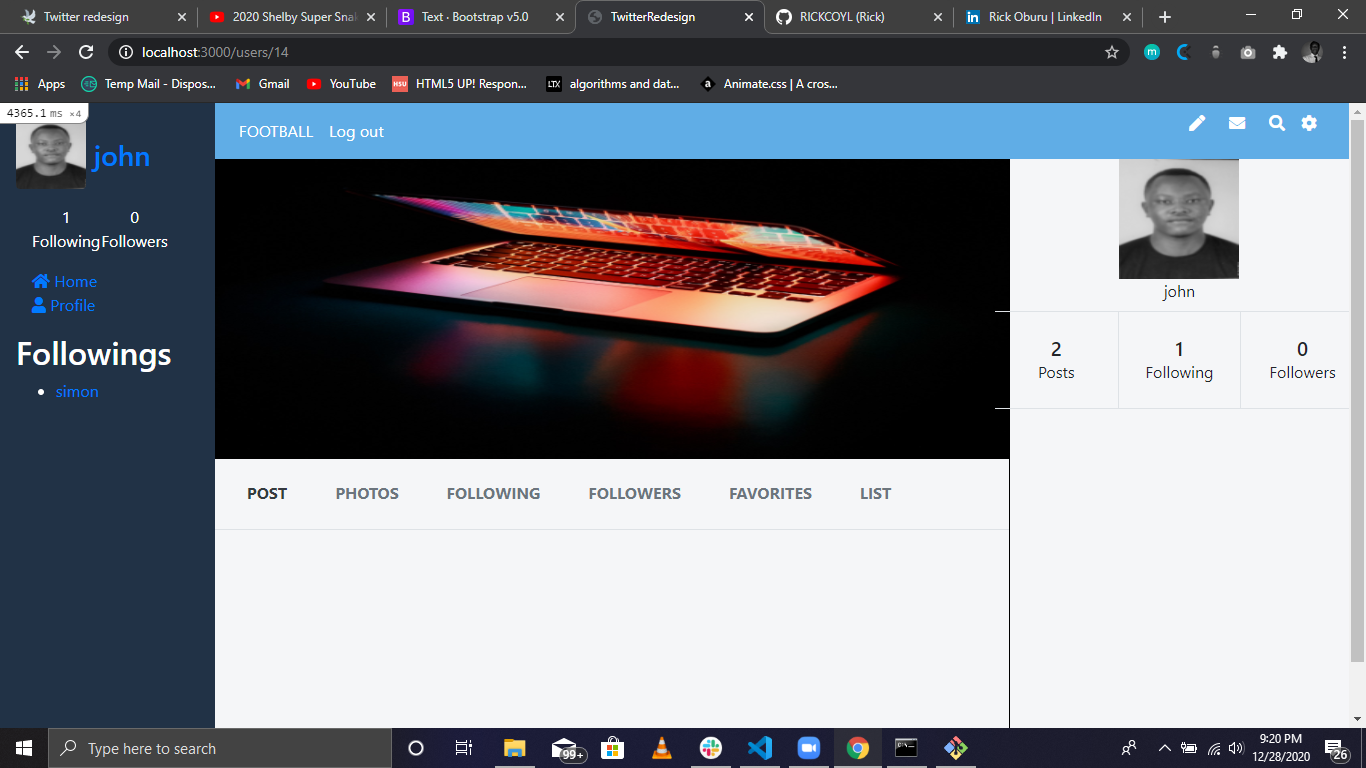 Twitter redesign
2020 Shelby Super Snak
Text · Bootstrap v5.0
TwitterRedesign
RICKCOYL (Rick)
Rick Oburu | LinkedIn
localhost:3000/users/14
Apps
Temp Mail - Dispos...
Gmail
YouTube
HTML5 UP! Respon...
algorithms and dat...
Animate.css | A cros...
4365.1 ms ×4
john
FOOTBALL Log out
1 0
Following Followers
Home
Profile
Followings
simon
john
2 1 0
Posts Following Followers
POST PHOTOS FOLLOWING FOLLOWERS FAVORITES LIST
Type here to search
99+
9:20 PM
12/28/2020
26